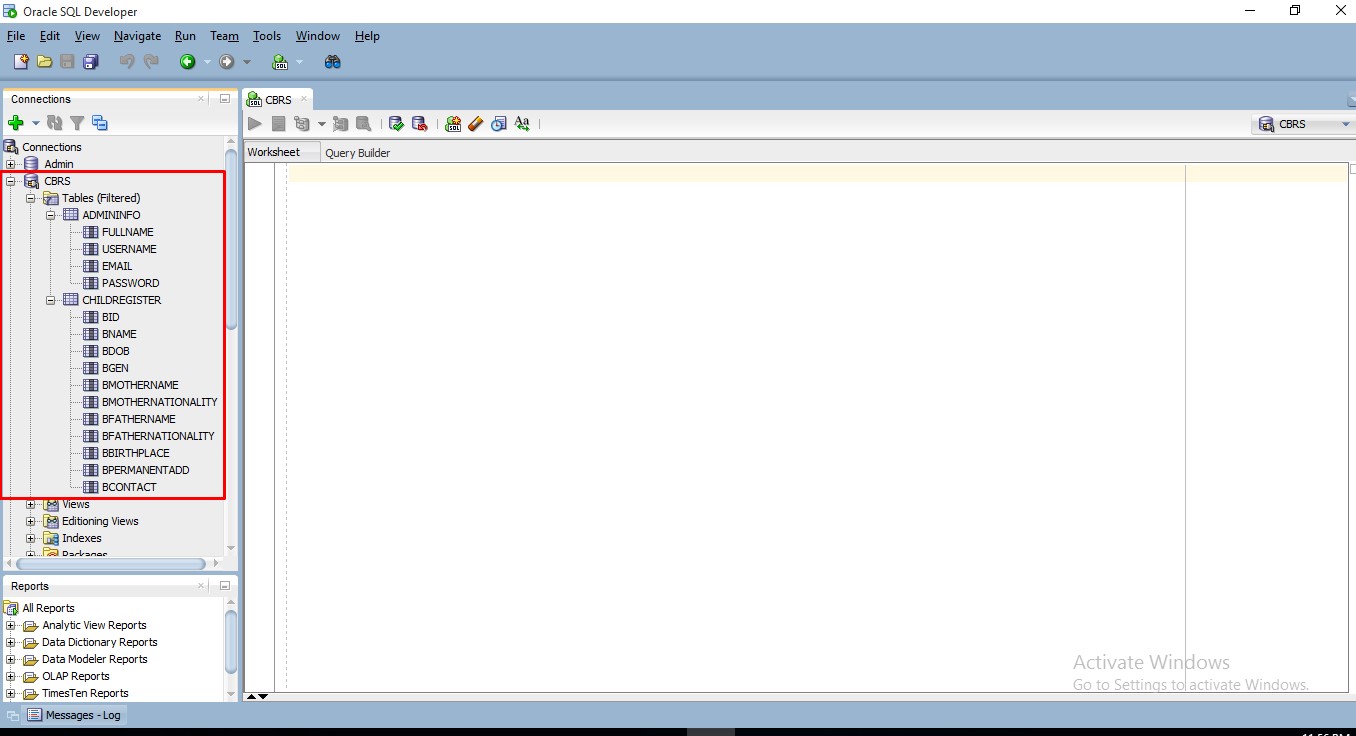 Oracle SQL Developer
File Edit View Navigate Run Team Tools Window Help
Connections
CBRS
CBRS
Worksheet
Query Builder
Connections
Admin
CBRS
Tables (Filtered)
ADMININFO
FULLNAME
USERNAME
EMAIL
PASSWORD
CHILDREGISTER
BID
BNAME
BDOB
BGEN
BMOTHERNAME
BMOTHERNATIONALITY
BFATHERNAME
BFATHERNATIONALITY
BBIRTHPLACE
BPERMANENTADD
BCONTACT
Views
Editioning Views
Indexes
Packages
Reports
All Reports
Analytic View Reports
Data Dictionary Reports
Data Modeler Reports
OLAP Reports
TimesTen Reports
Activate Windows
Go to Settings to activate Windows.
Messages - Log